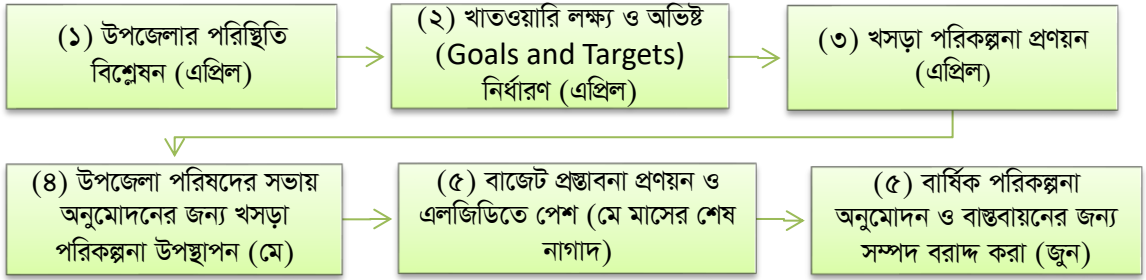 (১) উপজেলার পরিস্থিতি
বিশ্লেষন (এপ্রিল)
(২) খাতওয়ারি লক্ষ্য ও অভিষ্ট
(Goals and Targets)
নির্ধারণ (এপ্রিল)
(৩) খসড়া পরিকল্পনা প্রণয়ন
(এপ্রিল)
(৪) উপজেলা পরিষদের সভায়
অনুমোদনের জন্য খসড়া
পরিকল্পনা উপস্থাপন (মে)
(৫) বাজেট প্রস্তাবনা প্রণয়ন ও
এলজিডিতে পেশ (মে মাসের শেষ
নাগাদ)
(৫) বার্ষিক পরিকল্পনা
অনুমোদন ও বাস্তবায়নের জন্য
সম্পদ বরাদ্দ করা (জুন)